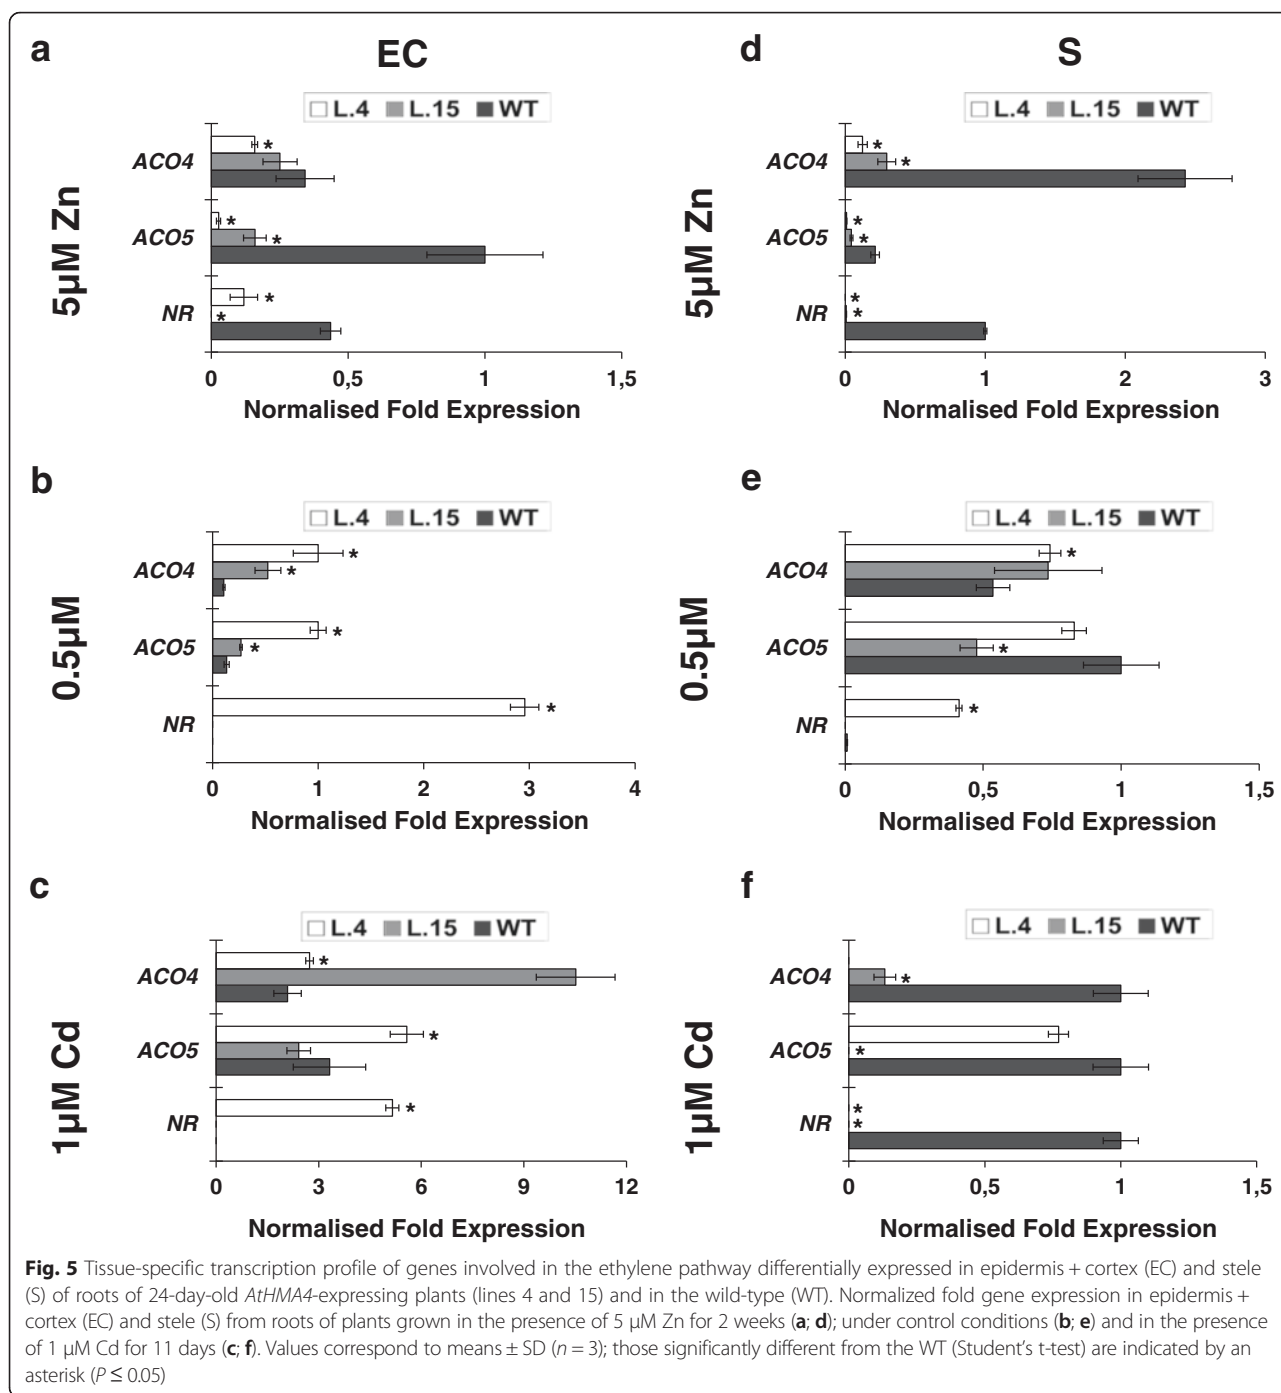 a EC
L.4 L.15 WT
5µM Zn
ACO4 *
ACO5 * *
NR * *
0 0,5 1 1,5
Normalised Fold Expression
d S
L.4 L.15 WT
5µM Zn
ACO4 * *
ACO5 * *
NR * *
0 1 2 3
Normalised Fold Expression
b
L.4 L.15 WT
0.5µM
ACO4 * *
ACO5 * *
NR *
0 1 2 3 4
Normalised Fold Expression
e
L.4 L.15 WT
0.5µM
ACO4 *
ACO5 *
NR *
0 0,5 1 1,5
Normalised Fold Expression
c
L.4 L.15 WT
1µM Cd
ACO4 *
ACO5 *
NR *
0 3 6 9 12
Normalised Fold Expression
f
L.4 L.15 WT
1µM Cd
ACO4 *
ACO5 *
NR * *
0 0,5 1 1,5
Normalised Fold Expression
Fig. 5 Tissue-specific transcription profile of genes involved in the ethylene pathway differentially expressed in epidermis + cortex (EC) and stele
(S) of roots of 24-day-old AtHMA4-expressing plants (lines 4 and 15) and in the wild-type (WT). Normalized fold gene expression in epidermis +
cortex (EC) and stele (S) from roots of plants grown in the presence of 5 µM Zn for 2 weeks (a; d); under control conditions (b; e) and in the presence
of 1 µM Cd for 11 days (c; f). Values correspond to means ± SD (n = 3); those significantly different from the WT (Student's t-test) are indicated by an
asterisk (P ≤ 0.05)